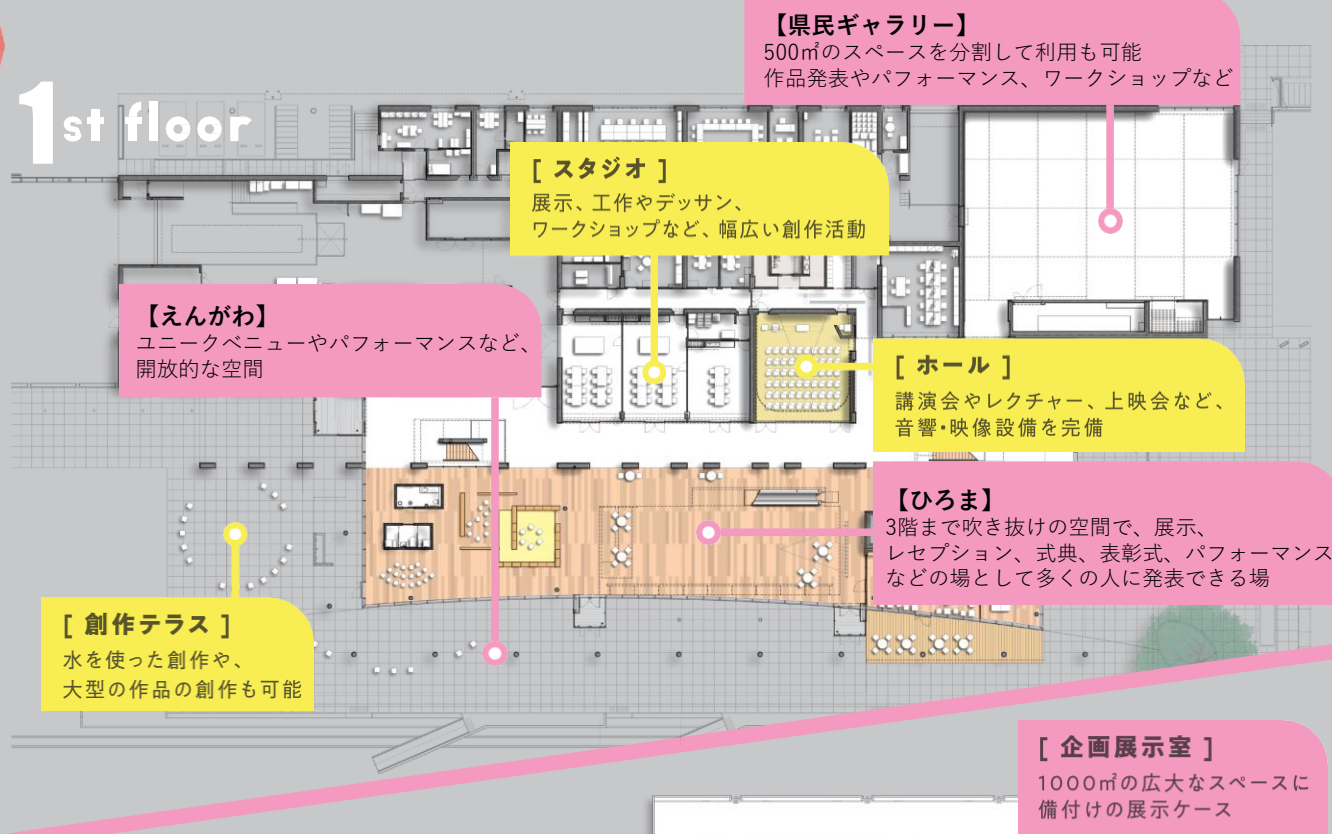 1st floor
【県民ギャラリー】
500㎡のスペースを分割して利用も可能
作品発表やパフォーマンス、ワークショップなど
[ スタジオ ]
展示、工作やデッサン、
ワークショップなど、幅広い創作活動
【えんがわ】
ユニークベニューやパフォーマンスなど、
開放的な空間
[ ホール ]
講演会やレクチャー、上映会など、
音響・映像設備を完備
【ひろま】
3階まで吹き抜けの空間で、展示、
レセプション、式典、表彰式、パフォーマンス
などの場として多くの人に発表できる場
[ 創作テラス ]
水を使った創作や、
大型の作品の創作も可能
[ 企画展示室 ]
1000㎡の広大なスペースに
備付けの展示ケース